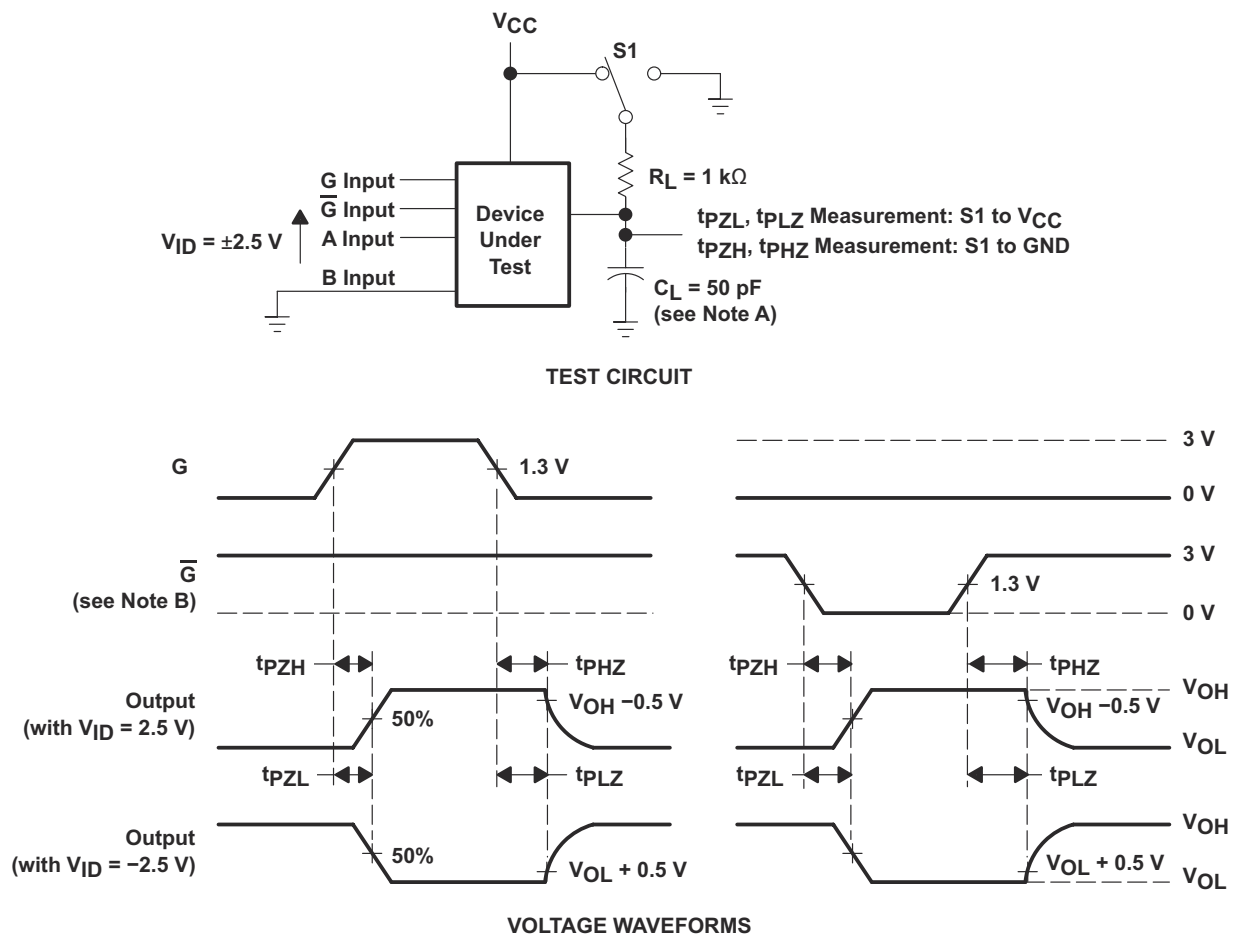 VCC
S1
RL = 1 kΩ
G Input
G̅ Input
A Input
B Input
VID = ±2.5 V
Device
Under
Test
tPZL, tPLZ Measurement: S1 to VCC
tPZH, tPHZ Measurement: S1 to GND
CL = 50 pF
(see Note A)
TEST CIRCUIT
G
1.3 V
3 V
0 V
G̅
(see Note B)
1.3 V
3 V
0 V
tPZH
tPHZ
tPZH
tPHZ
Output
(with VID = 2.5 V)
50%
VOH −0.5 V
VOH −0.5 V
VOH
VOL
tPZL
tPLZ
tPZL
tPLZ
Output
(with VID = −2.5 V)
50%
VOL + 0.5 V
VOL + 0.5 V
VOH
VOL
VOLTAGE WAVEFORMS